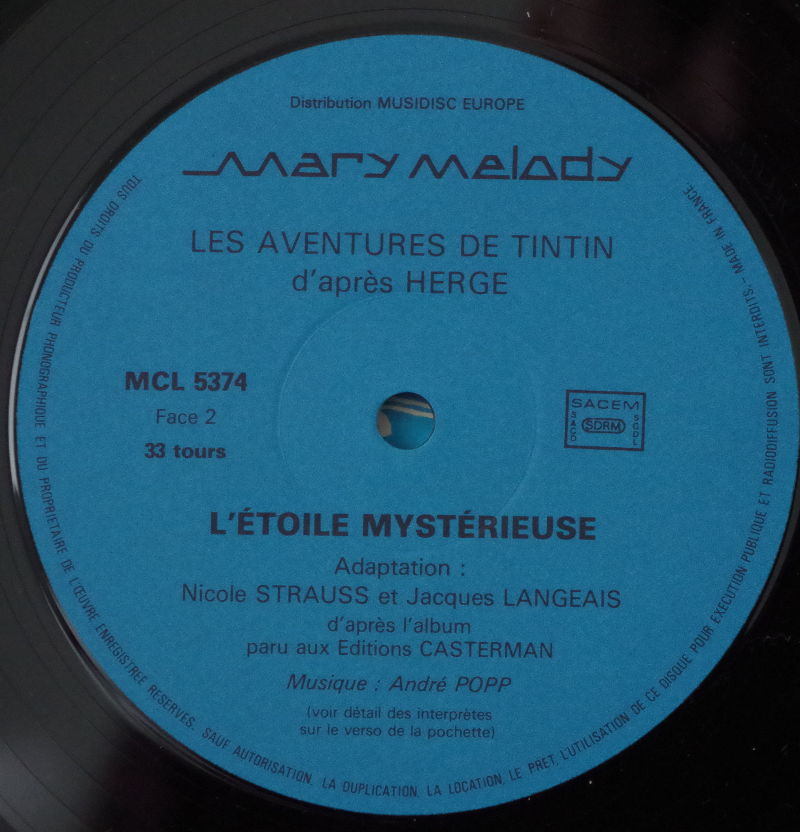 Distribution MUSIDISC EUROPE
mary melody
LES AVENTURES DE TINTIN
d'après HERGE
MCL 5374
Face 2
33 tours
SACEM
SACD
SDRM
SGDL
L'ÉTOILE MYSTÉRIEUSE
Adaptation :
Nicole STRAUSS et Jacques LANGEAIS
d'après l'album
paru aux Editions CASTERMAN
Musique : André POPP
(voir détail des interprètes
sur le verso de la pochette)
TOUS DROITS DU PRODUCTEUR PHONOGRAPHIQUE ET DU PROPRIETAIRE DE L'ŒUVRE ENREGISTREE RESERVES. SAUF AUTORISATION, LA DUPLICATION, LA LOCATION, LE PRET, L'UTILISATION DE CE DISQUE POUR EXECUTION PUBLIQUE ET RADIODIFFUSION SONT INTERDITS. - MADE IN FRANCE.